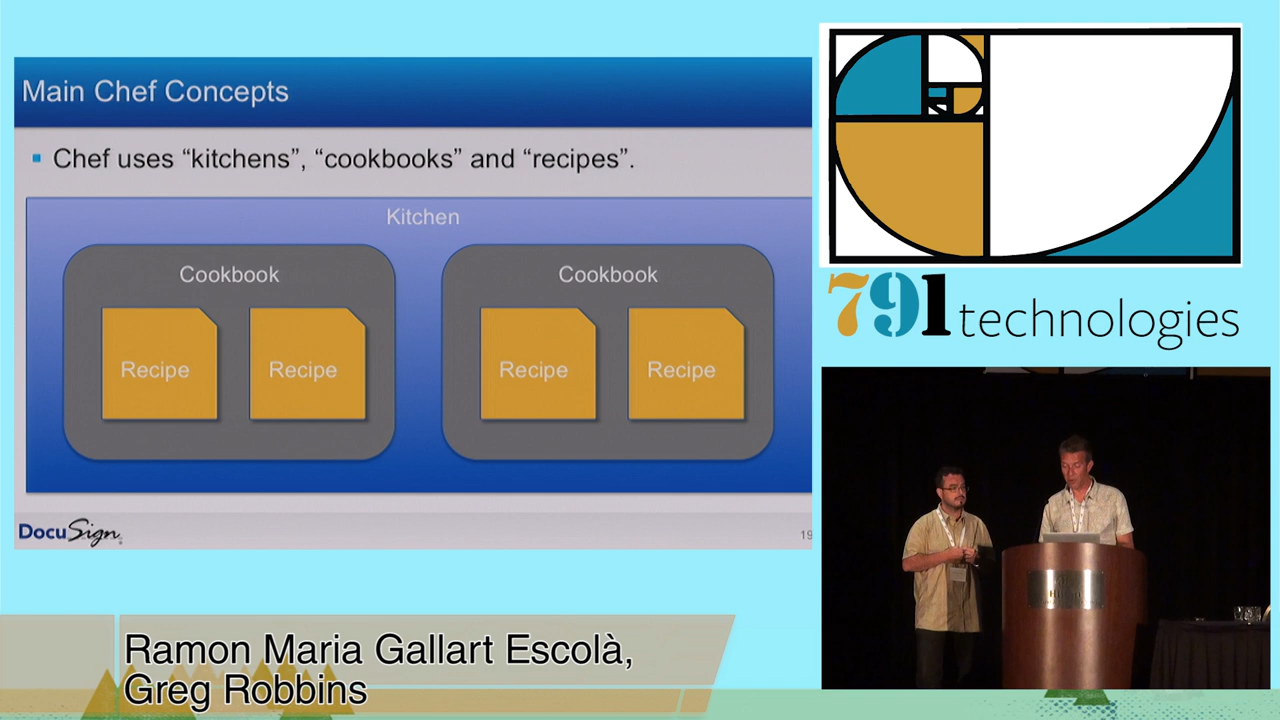 Main Chef Concepts
Chef uses “kitchens”, “cookbooks” and “recipes”.
Kitchen
Cookbook
Cookbook
Recipe
Recipe
Recipe
Recipe
DocuSign
19
791 technologies
Ramon Maria Gallart Escolà,
Greg Robbins